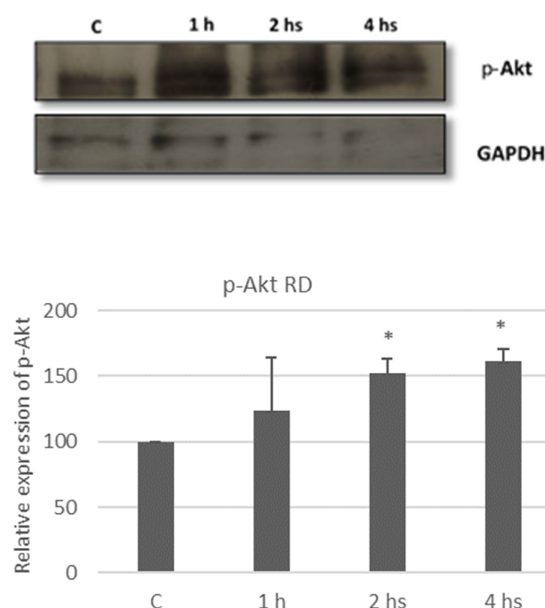 C 1 h 2 hs 4 hs
p-Akt
GAPDH
p-Akt RD
Relative expression of p-Akt
200
*
*
150
100
50
0
C 1 h 2 hs 4 hs